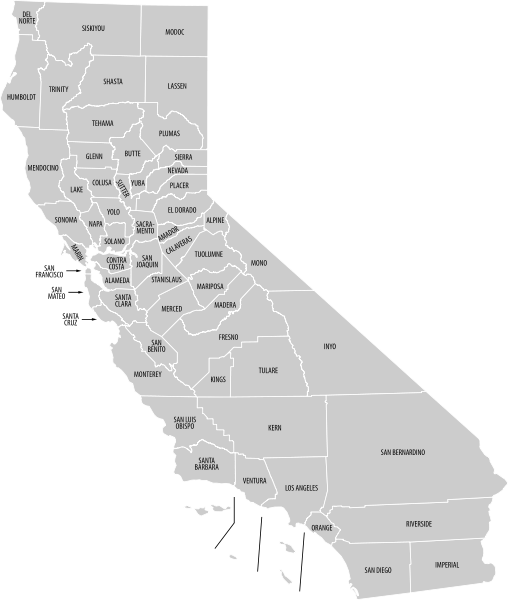 DEL
NORTE
SISKIYOU
MODOC
HUMBOLDT
TRINITY
SHASTA
LASSEN
TEHAMA
PLUMAS
MENDOCINO
GLENN
BUTTE
SIERRA
NEVADA
LAKE
COLUSA
SUTTER
YUBA
PLACER
SONOMA
NAPA
YOLO
EL DORADO
SACRA-
MENTO
ALPINE
AMADOR
CALAVERAS
SOLANO
MARIN
CONTRA
COSTA
SAN
JOAQUIN
TUOLUMNE
MONO
SAN
FRANCISCO
ALAMEDA
STANISLAUS
MARIPOSA
SAN
MATEO
SANTA
CLARA
MERCED
MADERA
SANTA
CRUZ
SAN
BENITO
FRESNO
INYO
MONTEREY
KINGS
TULARE
SAN LUIS
OBISPO
KERN
SAN BERNARDINO
SANTA
BARBARA
VENTURA
LOS ANGELES
ORANGE
RIVERSIDE
SAN DIEGO
IMPERIAL